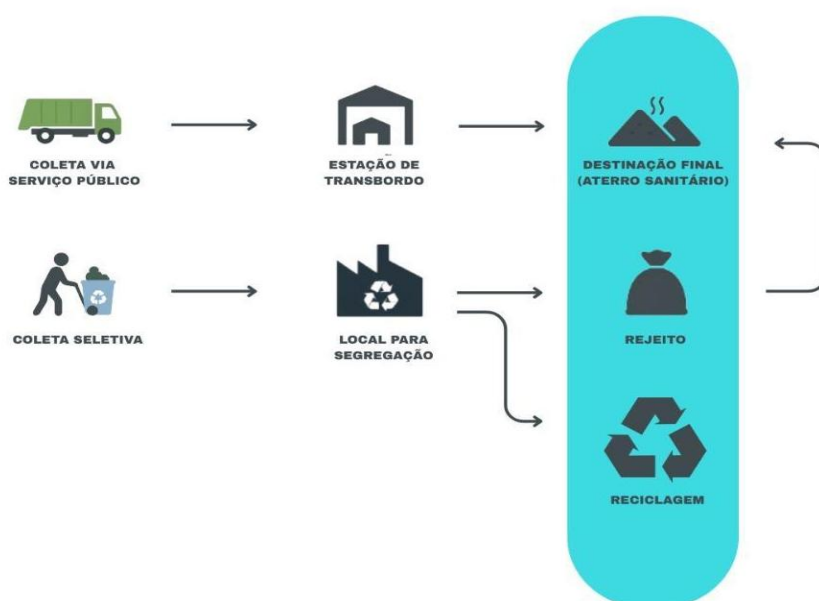 COLETA VIA
SERVIÇO PÚBLICO
ESTAÇÃO DE
TRANSBORDO
DESTINAÇÃO FINAL
(ATERRO SANITÁRIO)
COLETA SELETIVA
LOCAL PARA
SEGREGAÇÃO
REJEITO
RECICLAGEM